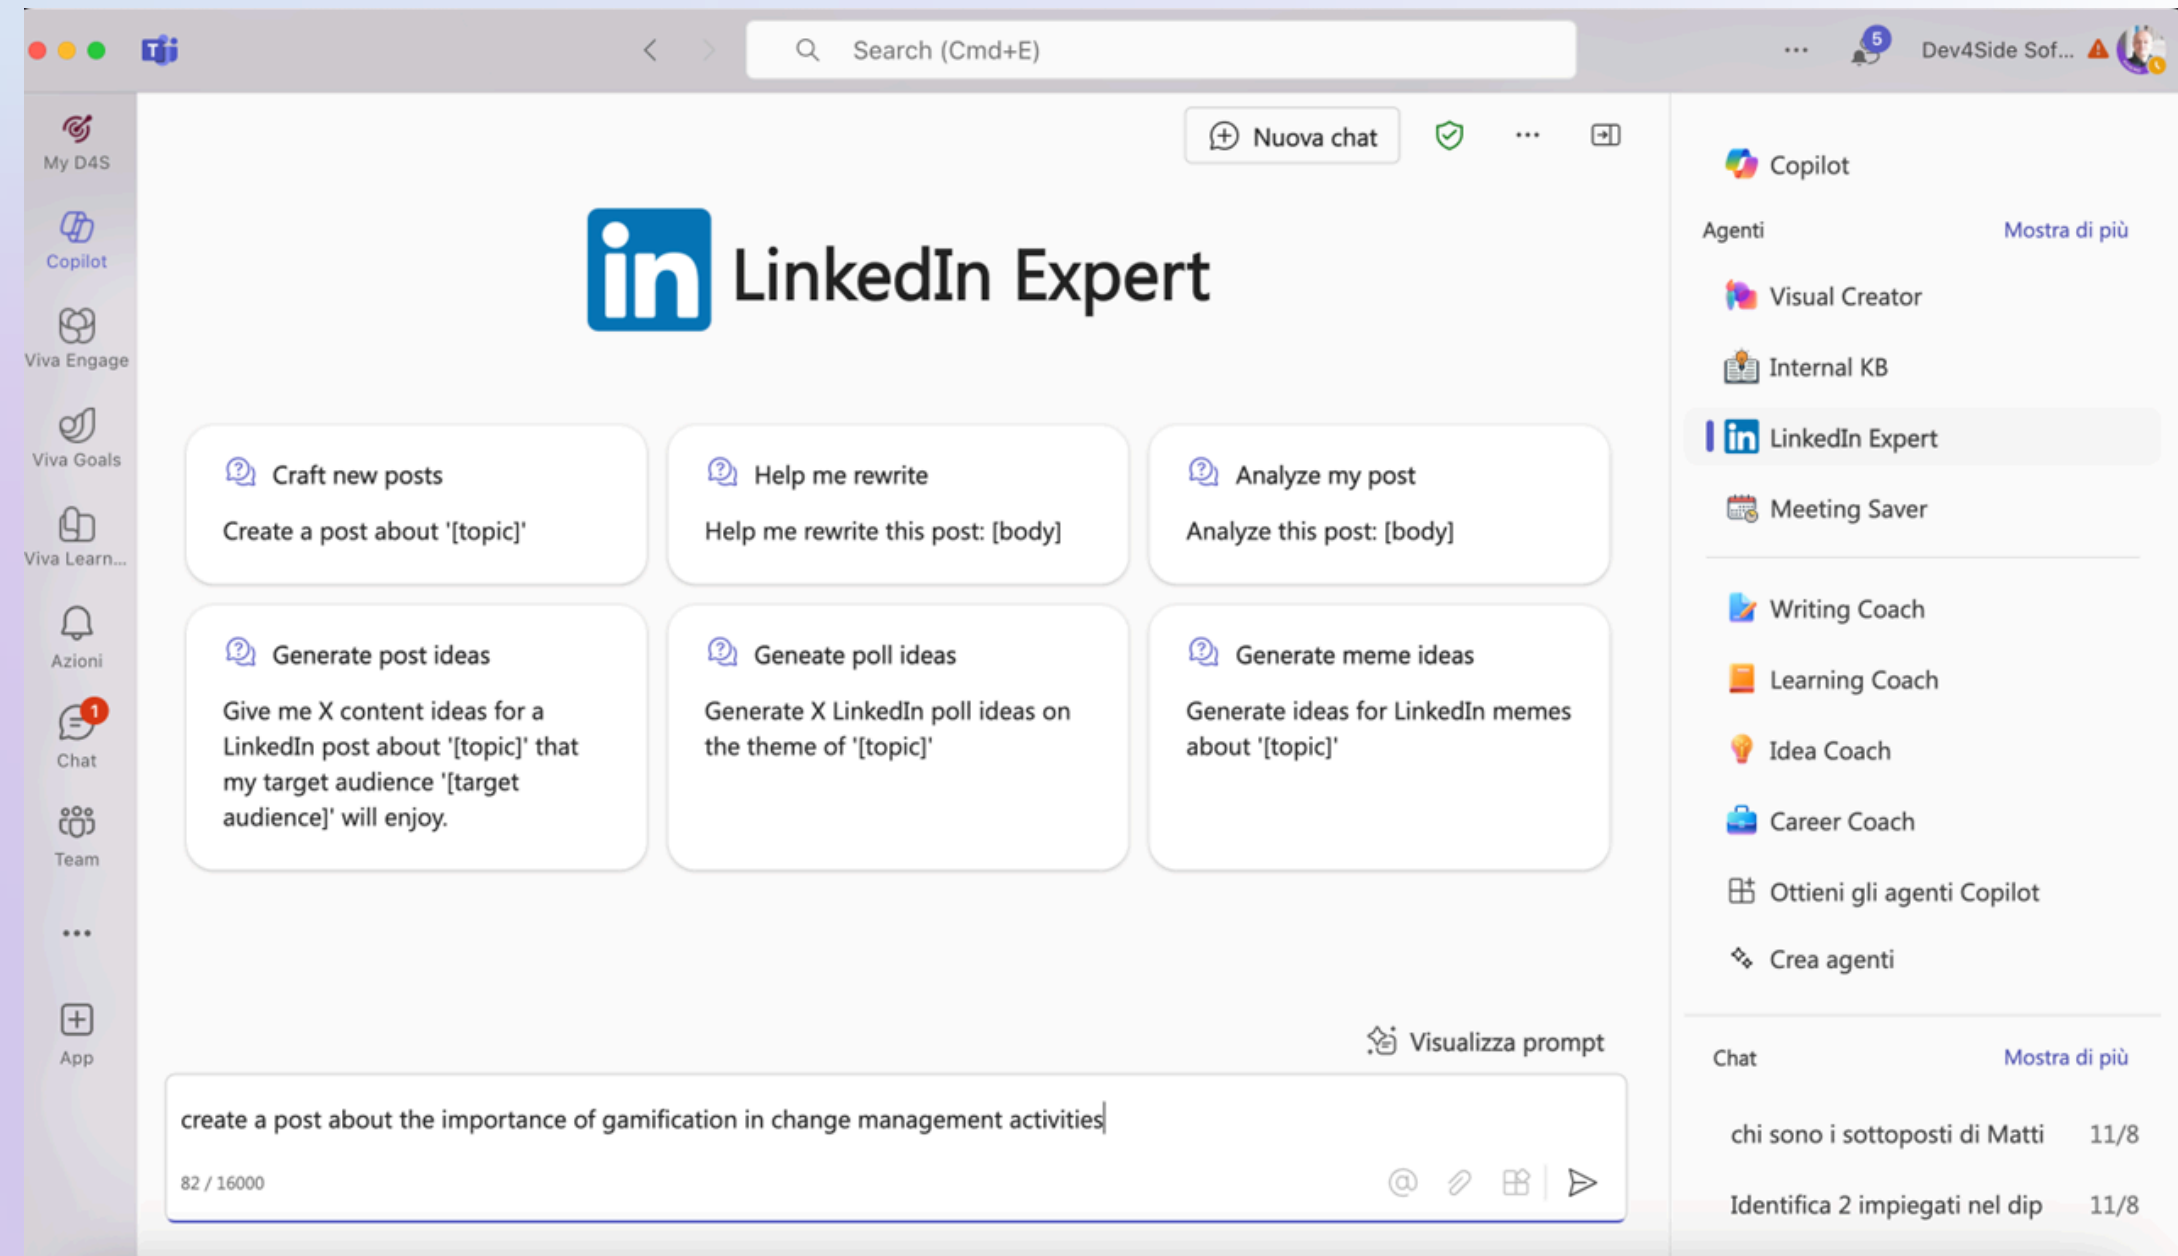 Search (Cmd+E)
5
Dev4Side Sof...
My D4S
Copilot
Viva Engage
Viva Goals
Viva Learn...
Azioni
1
Chat
Team
App
Nuova chat
in LinkedIn Expert
Craft new posts
Create a post about '[topic]'
Help me rewrite
Help me rewrite this post: [body]
Analyze my post
Analyze this post: [body]
Generate post ideas
Give me X content ideas for a
LinkedIn post about '[topic]' that
my target audience '[target
audience]' will enjoy.
Geneate poll ideas
Generate X LinkedIn poll ideas on
the theme of '[topic]'
Generate meme ideas
Generate ideas for LinkedIn memes
about '[topic]'
Visualizza prompt
create a post about the importance of gamification in change management activities
82 / 16000
Copilot
Agenti Mostra di più
Visual Creator
Internal KB
in LinkedIn Expert
Meeting Saver
Writing Coach
Learning Coach
Idea Coach
Career Coach
Ottieni gli agenti Copilot
Crea agenti
Chat Mostra di più
chi sono i sottoposti di Matti 11/8
Identifica 2 impiegati nel dip 11/8